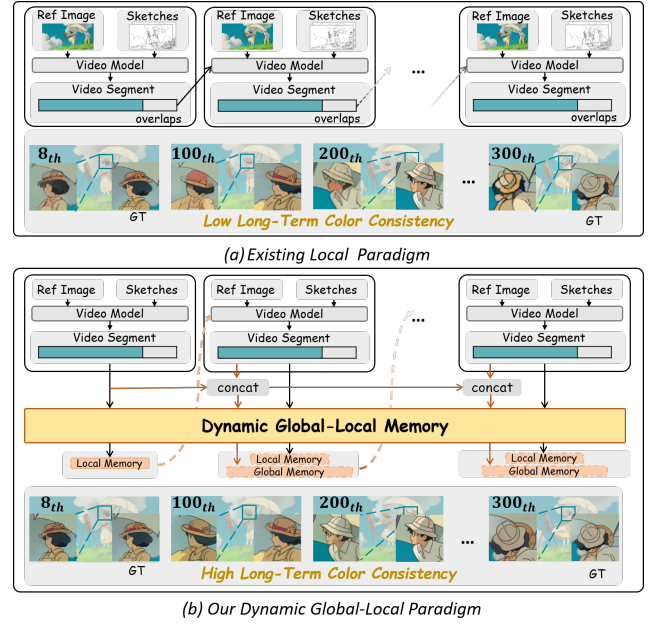 Ref Image Sketches Ref Image Sketches Ref Image Sketches
Video Model Video Model ... Video Model
Video Segment Video Segment Video Segment
overlaps overlaps overlaps
8th 100th 200th ... 300th
GT GT
Low Long-Term Color Consistency
(a) Existing Local Paradigm
Ref Image Sketches Ref Image Sketches Ref Image Sketches
Video Model Video Model ... Video Model
Video Segment Video Segment Video Segment
concat concat
Dynamic Global-Local Memory
Local Memory Local Memory Local Memory
Global Memory Global Memory
8th 100th 200th ... 300th
GT GT
High Long-Term Color Consistency
(b) Our Dynamic Global-Local Paradigm